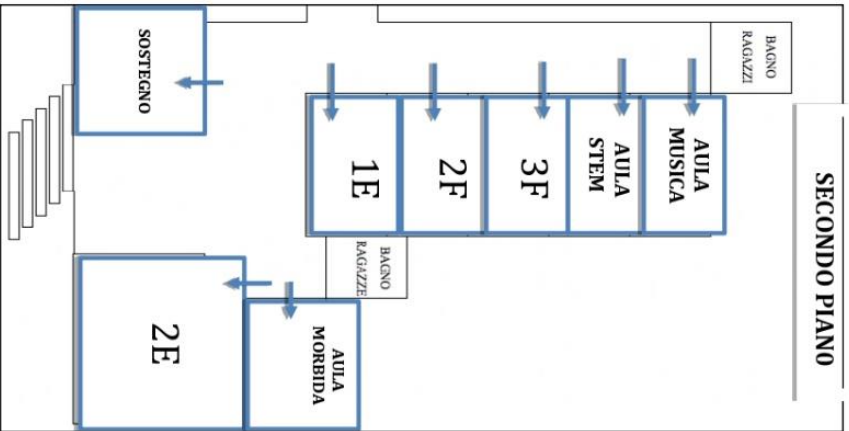 SECONDO PIANO
BAGNO
RAGAZZI
AULA
MUSICA
AULA
STEM
3F
2F
1E
BAGNO
RAGAZZE
SOSTEGNO
AULA
MORBIDA
2E